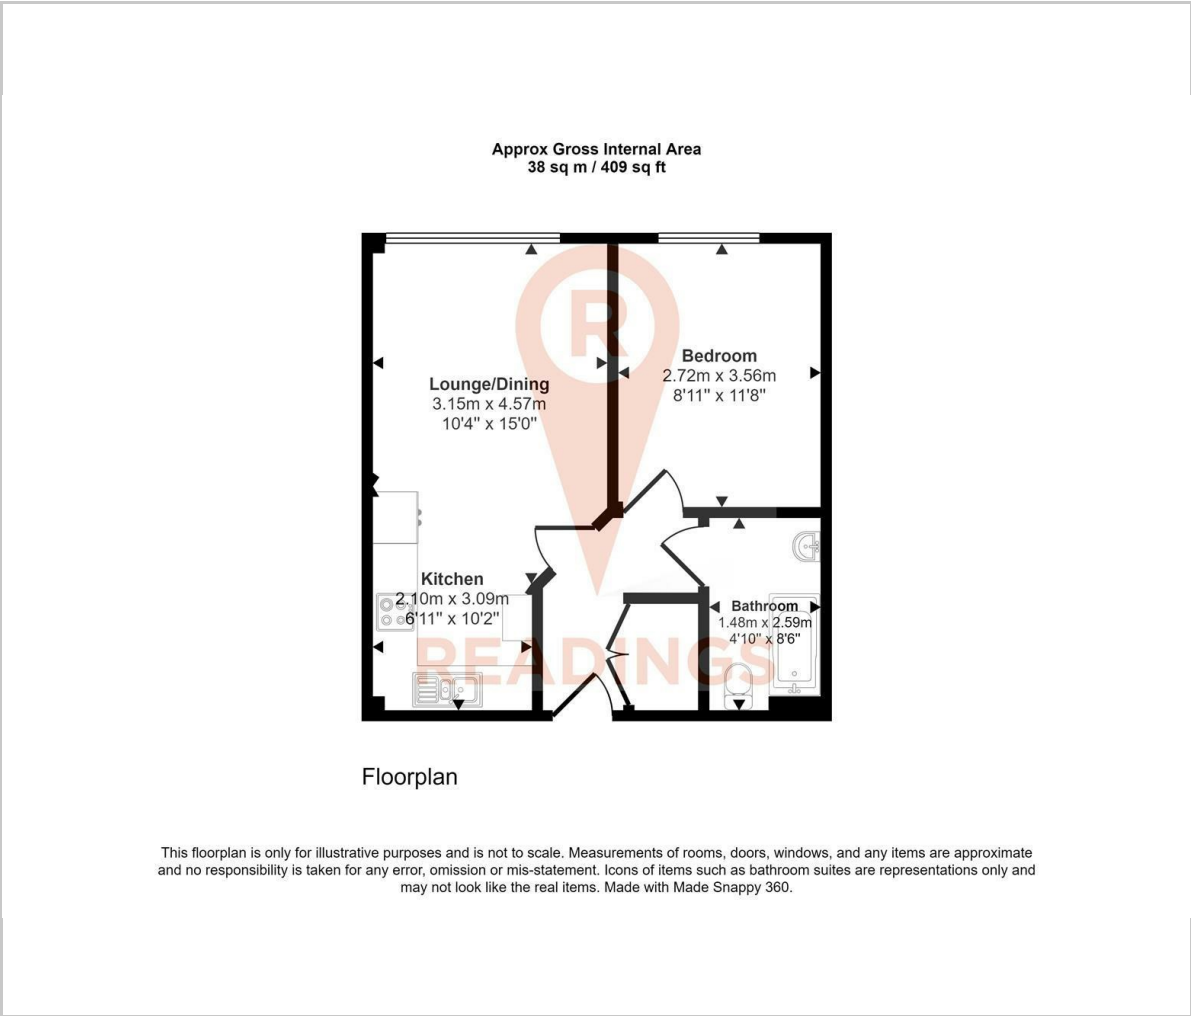 Approx Gross Internal Area
38 sq m / 409 sq ft
R
Bedroom
2.72m x 3.56m
8'11" x 11'8"
Lounge/Dining
3.15m x 4.57m
10'4" x 15'0"
Kitchen
2.10m x 3.09m
6'11" x 10'2"
Bathroom
1.48m x 2.59m
4'10" x 8'6"
READINGS
Floorplan
This floorplan is only for illustrative purposes and is not to scale. Measurements of rooms, doors, windows, and any items are approximate
and no responsibility is taken for any error, omission or mis-statement. Icons of items such as bathroom suites are representations only and
may not look like the real items. Made with Made Snappy 360.